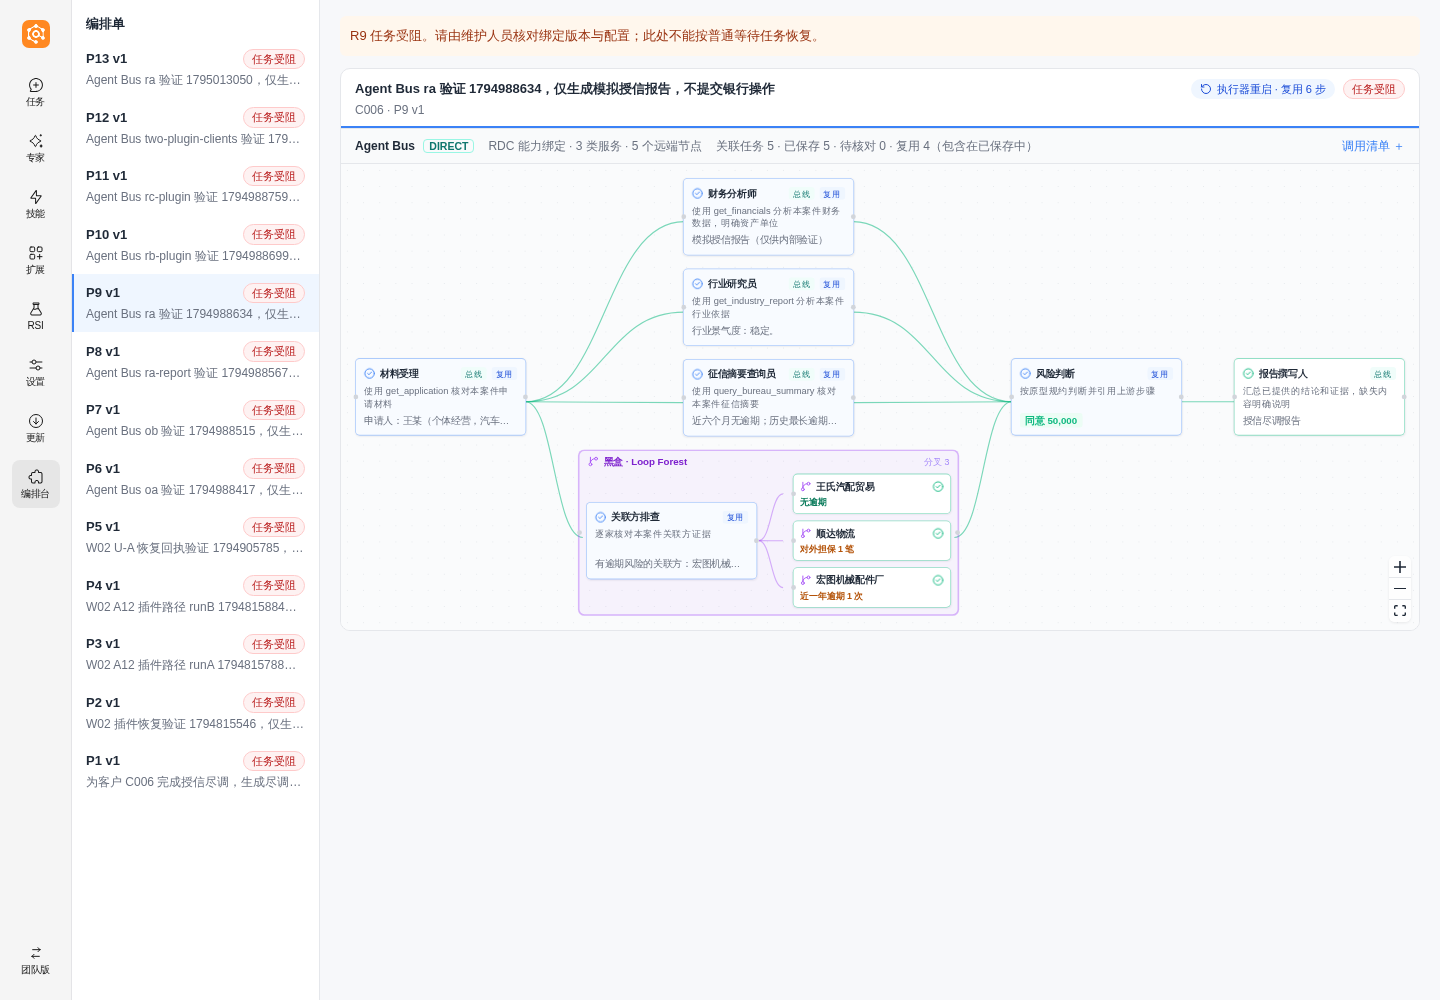 任务
专家
技能
扩展
RSI
设置
更新
编排台
团队版
编排单
P13 v1 任务受阻
Agent Bus ra 验证 1795013050，仅生…
P12 v1 任务受阻
Agent Bus two-plugin-clients 验证 179…
P11 v1 任务受阻
Agent Bus rc-plugin 验证 1794988759…
P10 v1 任务受阻
Agent Bus rb-plugin 验证 1794988699…
P9 v1 任务受阻
Agent Bus ra 验证 1794988634，仅生…
P8 v1 任务受阻
Agent Bus ra-report 验证 1794988567…
P7 v1 任务受阻
Agent Bus ob 验证 1794988515，仅生…
P6 v1 任务受阻
Agent Bus oa 验证 1794988417，仅生…
P5 v1 任务受阻
W02 U-A 恢复回执验证 1794905785，…
P4 v1 任务受阻
W02 A12 插件路径 runB 1794815884…
P3 v1 任务受阻
W02 A12 插件路径 runA 1794815788…
P2 v1 任务受阻
W02 插件恢复验证 1794815546，仅生…
P1 v1 任务受阻
为客户 C006 完成授信尽调，生成尽调…
R9 任务受阻。请由维护人员核对绑定版本与配置；此处不能按普通等待任务恢复。
Agent Bus ra 验证 1794988634，仅生成模拟授信报告，不提交银行操作
执行器重启 · 复用 6 步 任务受阻
C006 · P9 v1
Agent Bus DIRECT RDC 能力绑定 · 3 类服务 · 5 个远端节点 关联任务 5 · 已保存 5 · 待核对 0 · 复用 4（包含在已保存中） 调用清单 +
财务分析师 总线 复用
使用 get_financials 分析本案件财务
数据，明确资产单位
模拟授信报告（仅供内部验证）
行业研究员 总线 复用
使用 get_industry_report 分析本案件
行业依据
行业景气度：稳定。
材料受理 总线 复用
使用 get_application 核对本案件申
请材料
申请人：王某（个体经营，汽车…
征信摘要查询员 总线 复用
使用 query_bureau_summary 核对
本案件征信摘要
近六个月无逾期；历史最长逾期…
风险判断 复用
按原型规约判断并引用上游步骤
同意 50,000
报告撰写人 总线
汇总已提供的结论和证据，缺失内
容明确说明
授信尽调报告
黑盒 · Loop Forest 分叉 3
关联方排查 复用
逐家核对本案件关联方证据
有逾期风险的关联方：宏图机械…
王氏汽配贸易
无逾期
顺达物流
对外担保 1 笔
宏图机械配件厂
近一年逾期 1 次